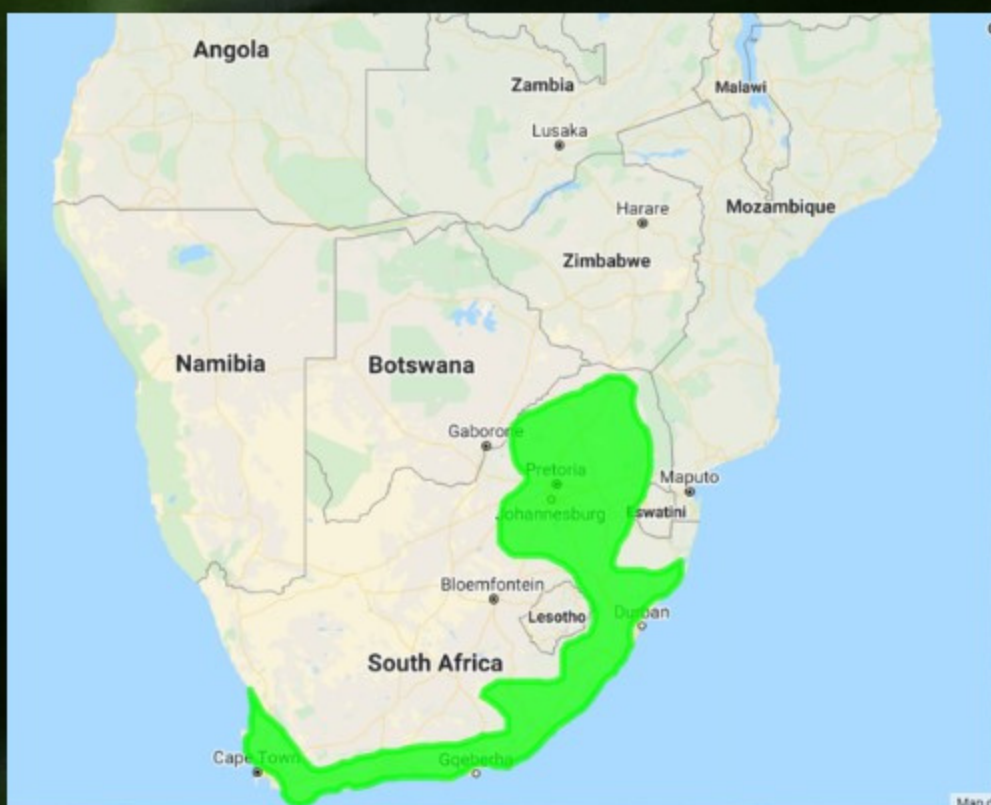 Angola
Zambia
Malawi
Lusaka
Harare
Mozambique
Zimbabwe
Namibia
Botswana
Gaborone
Pretoria
Maputo
Johannesburg
Eswatini
Bloemfontein
Lesotho
Durban
South Africa
Cape Town
Gqeberha
Map